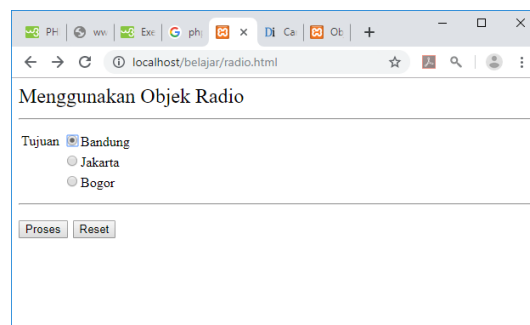 PH
ww
Exe
G ph
Di Ca
Ob
localhost/belajar/radio.html
Menggunakan Objek Radio
Tujuan Bandung
Jakarta
Bogor
Proses Reset